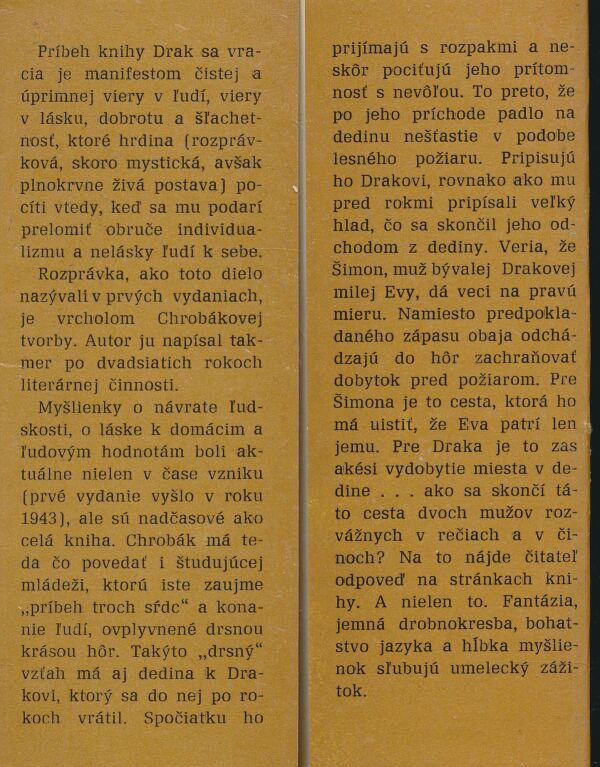 Príbeh knihy Drak sa vra-
cia je manifestom čistej a
úprimnej viery v ľudí, viery
v lásku, dobrotu a šľachet-
nosť, ktoré hrdina (rozpráv-
ková, skoro mystická, avšak
plnokrvne živá postava) po-
cíti vtedy, keď sa mu podarí
prelomiť obruče individua-
lizmu a nelásky ľudí k sebe.
Rozprávka, ako toto dielo
nazývali v prvých vydaniach,
je vrcholom Chrobákovej
tvorby. Autor ju napísal tak-
mer po dvadsiatich rokoch
literárnej činnosti.
Myšlienky o návrate ľud-
skosti, o láske k domácim a
ľudovým hodnotám boli ak-
tuálne nielen v čase vzniku
(prvé vydanie vyšlo v roku
1943), ale sú nadčasové ako
celá kniha. Chrobák má te-
da čo povedať i študujúcej
mládeži, ktorú iste zaujme
„príbeh troch sŕdc“ a kona-
nie ľudí, ovplyvnené drsnou
krásou hôr. Takýto „drsný“
vzťah má aj dedina k Dra-
kovi, ktorý sa do nej po ro-
koch vrátil. Spočiatku ho
prijímajú s rozpakmi a ne-
skôr pociťujú jeho prítom-
nosť s nevôľou. To preto, že
po jeho príchode padlo na
dedinu nešťastie v podobe
lesného požiaru. Pripisujú
ho Drakovi, rovnako ako mu
pred rokmi pripísali veľký
hlad, čo sa skončil jeho od-
chodom z dediny. Veria, že
Šimon, muž bývalej Drakovej
milej Evy, dá veci na pravú
mieru. Namiesto predpokla-
daného zápasu obaja odchá-
dzajú do hôr zachraňovať
dobytok pred požiarom. Pre
Šimona je to cesta, ktorá ho
má uistiť, že Eva patrí len
jemu. Pre Draka je to zas
akési vydobytie miesta v de-
dine . . . ako sa skončí tá-
to cesta dvoch mužov roz-
vážnych v rečiach a v či-
noch? Na to nájde čitateľ
odpoveď na stránkach kni-
hy. A nielen to. Fantázia,
jemná drobnokresba, bohat-
stvo jazyka a hĺbka myšlie-
nok sľubujú umelecký záži-
tok.